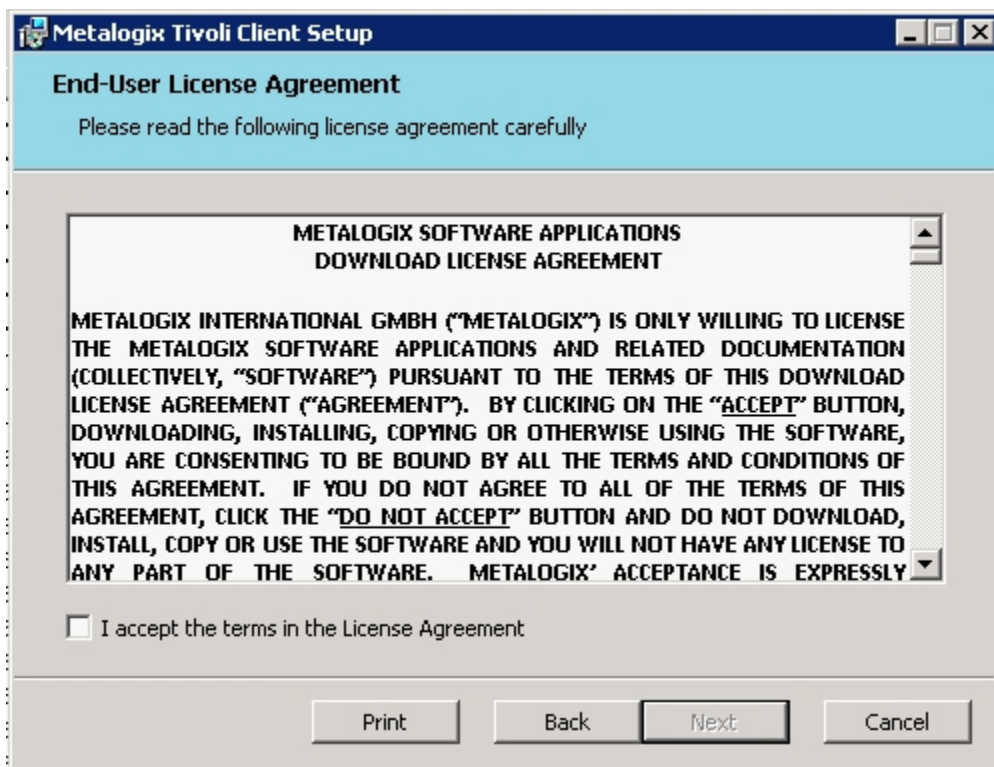 Metalogix Tivoli Client Setup
End-User License Agreement
Please read the following license agreement carefully
METALOGIX SOFTWARE APPLICATIONS
DOWNLOAD LICENSE AGREEMENT
METALOGIX INTERNATIONAL GMBH (“METALOGIX”) IS ONLY WILLING TO LICENSE
THE METALOGIX SOFTWARE APPLICATIONS AND RELATED DOCUMENTATION
(COLLECTIVELY, “SOFTWARE”) PURSUANT TO THE TERMS OF THIS DOWNLOAD
LICENSE AGREEMENT (“AGREEMENT”). BY CLICKING ON THE “ACCEPT” BUTTON,
DOWNLOADING, INSTALLING, COPYING OR OTHERWISE USING THE SOFTWARE,
YOU ARE CONSENTING TO BE BOUND BY ALL THE TERMS AND CONDITIONS OF
THIS AGREEMENT. IF YOU DO NOT AGREE TO ALL OF THE TERMS OF THIS
AGREEMENT, CLICK THE “DO NOT ACCEPT” BUTTON AND DO NOT DOWNLOAD,
INSTALL, COPY OR USE THE SOFTWARE AND YOU WILL NOT HAVE ANY LICENSE TO
ANY PART OF THE SOFTWARE. METALOGIX’ ACCEPTANCE IS EXPRESSLY
I accept the terms in the License Agreement
Print Back Next Cancel